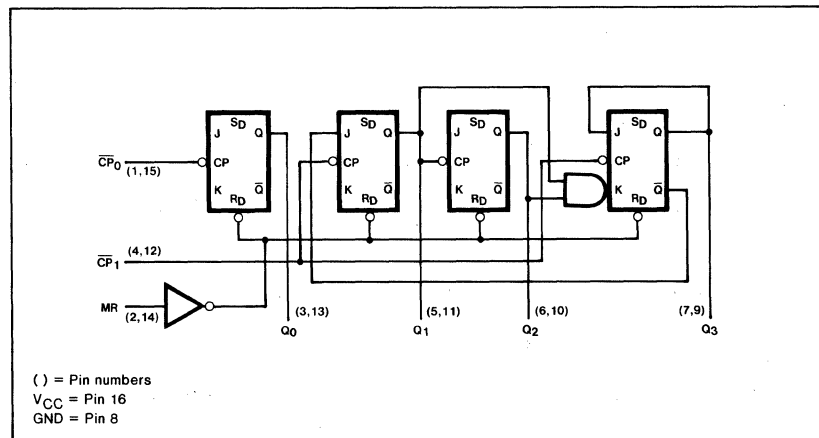 J SD Q
CP
K RD Q̅
J SD Q
CP
K RD Q̅
J SD Q
CP
K RD Q̅
J SD Q
CP
K RD Q̅
C̅P̅0
(1,15)
C̅P̅1
(4,12)
MR
(2,14)
(3,13)
Q0
(5,11)
Q1
(6,10)
Q2
(7,9)
Q3
( ) = Pin numbers
VCC = Pin 16
GND = Pin 8